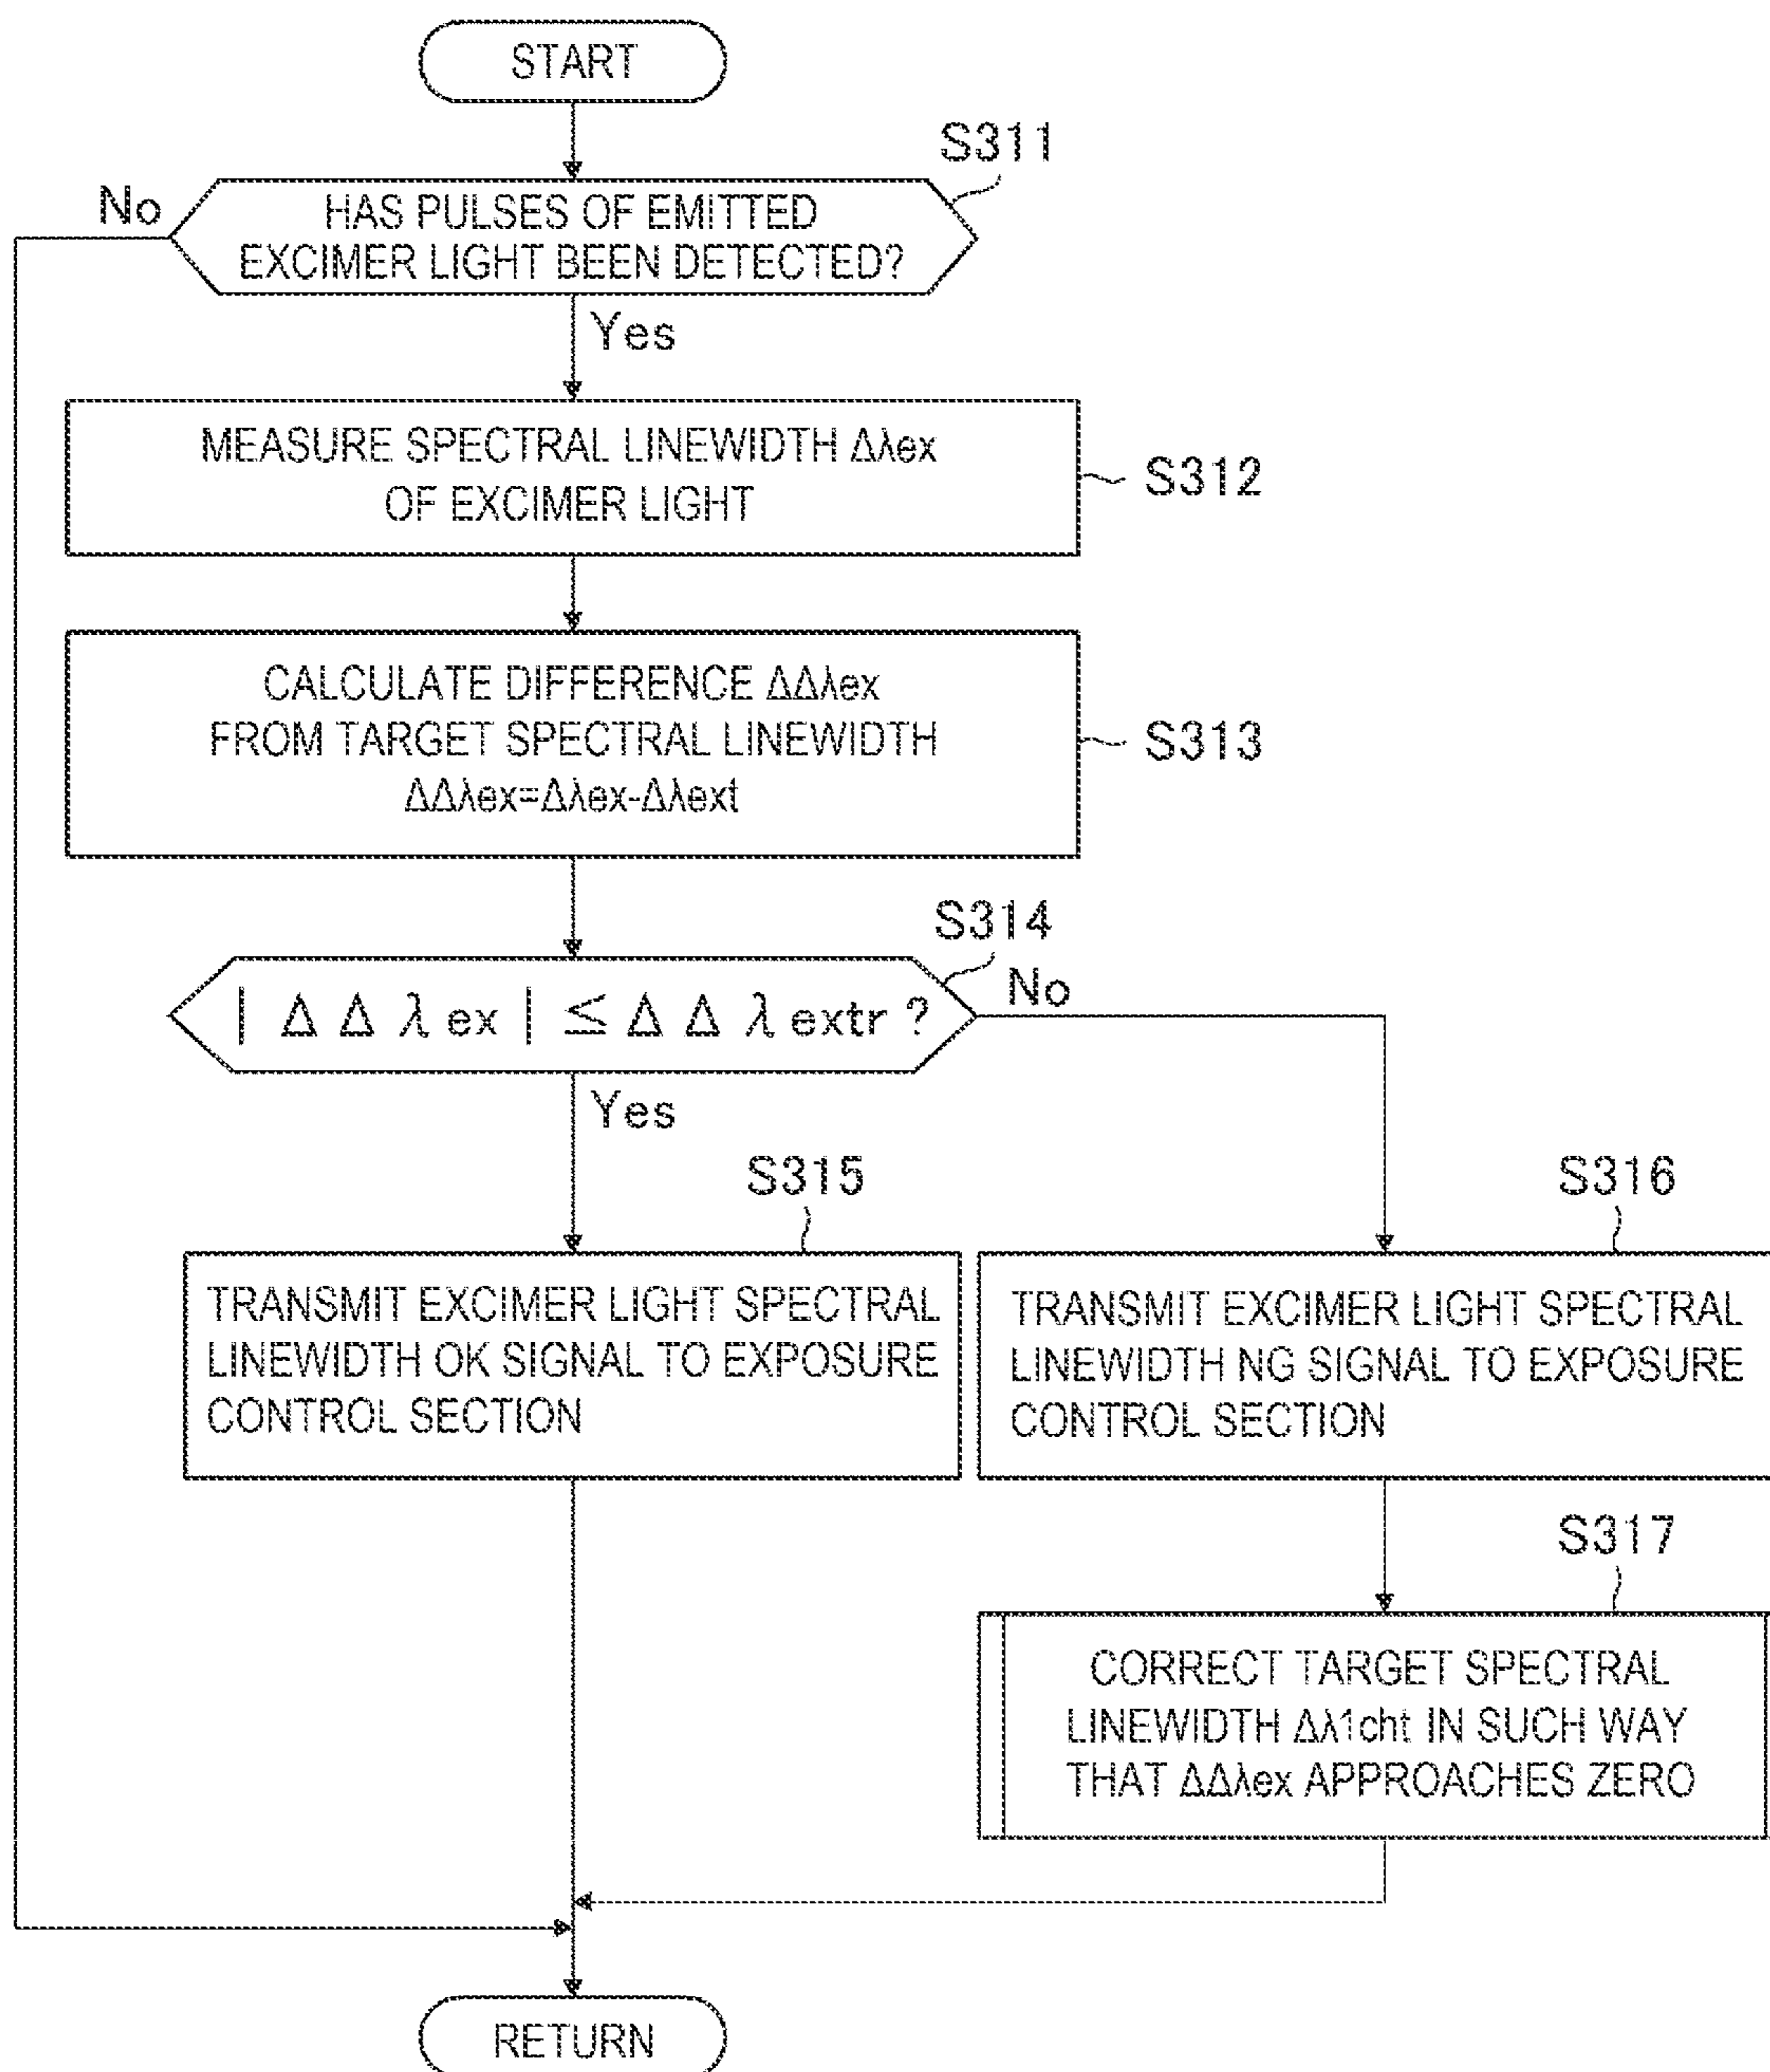 START
S311
No
HAS PULSES OF EMITTED
EXCIMER LIGHT BEEN DETECTED?
Yes
MEASURE SPECTRAL LINEWIDTH Δλex
OF EXCIMER LIGHT
S312
CALCULATE DIFFERENCE ΔΔλex
FROM TARGET SPECTRAL LINEWIDTH
ΔΔλex=Δλex-Δλext
S313
S314
| Δ Δ λ ex | ≦ Δ Δ λ extr ?
No
Yes
S315
TRANSMIT EXCIMER LIGHT SPECTRAL
LINEWIDTH OK SIGNAL TO EXPOSURE
CONTROL SECTION
S316
TRANSMIT EXCIMER LIGHT SPECTRAL
LINEWIDTH NG SIGNAL TO EXPOSURE
CONTROL SECTION
S317
CORRECT TARGET SPECTRAL
LINEWIDTH Δλ1cht IN SUCH WAY
THAT ΔΔλex APPROACHES ZERO
RETURN